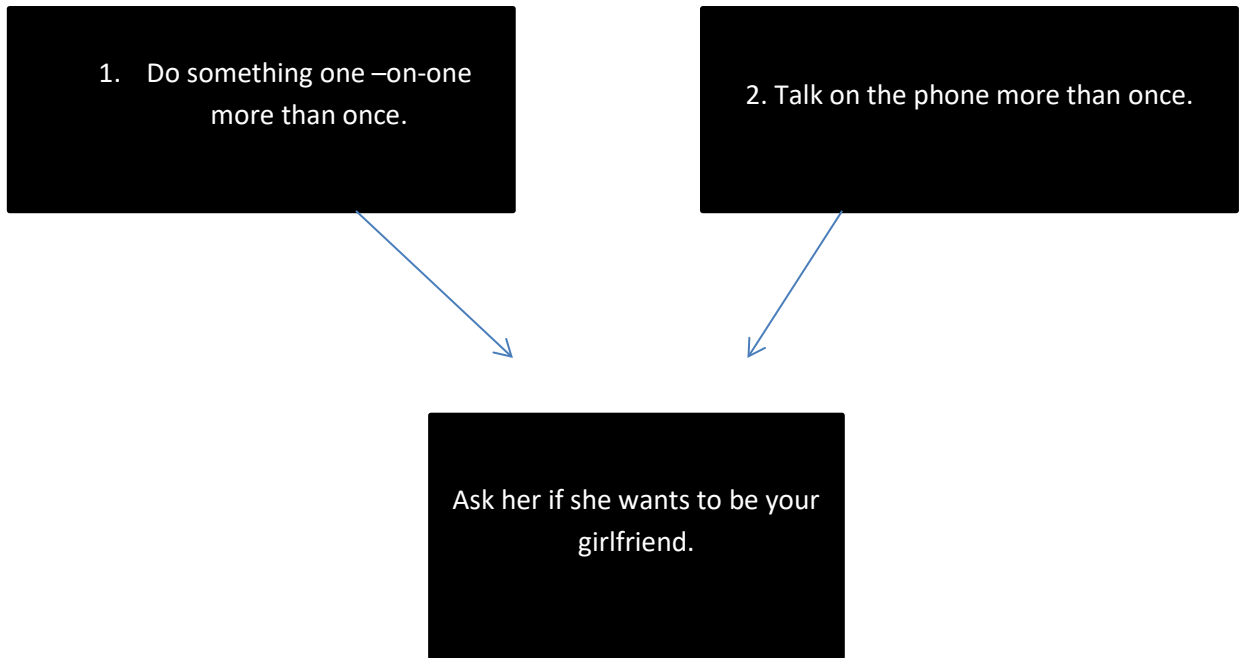 1. Do something one –on-one
more than once.
2. Talk on the phone more than once.
Ask her if she wants to be your
girlfriend.